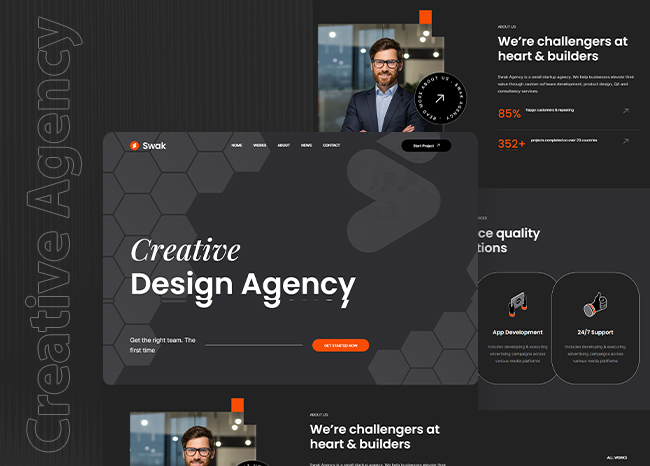 Creative Agency
ABOUT US
We’re challengers at
heart & builders
Swak Agency is a small startup agency. We help businesses elevate their
value through custom software development, product design, QA and
consultancy services.
85%
happy customers & repeating
352+
projects completed on over 29 countries
READ MORE ABOUT US - SWAK AGENCY -
Swak
HOME
WORKS
ABOUT
NEWS
CONTACT
Start Project
Creative
Design Agency
Get the right team. The
first time
GET STARTED NOW
ce quality
tions
App Development
Includes developing & executing
advertising campaigns across
various media platforms
24/7 Support
Includes developing & executing
advertising campaigns across
various media platforms
ABOUT US
We’re challengers at
heart & builders
Swak Agency is a small startup agency. We help businesses elevate their
ALL WORKS